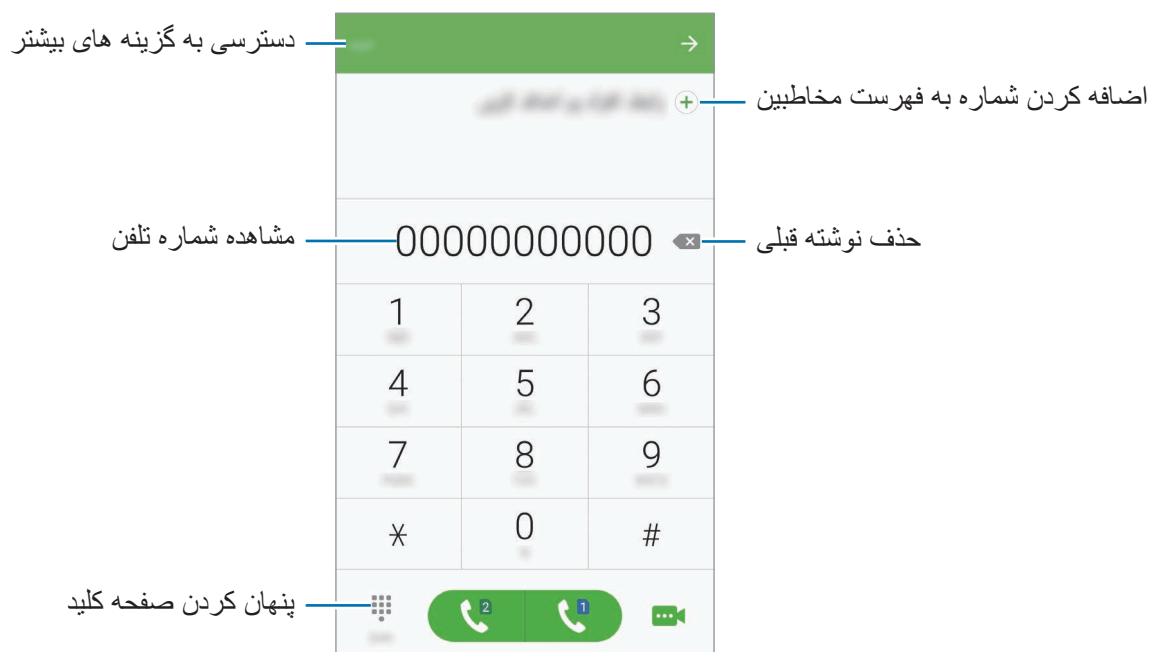 دسترسی به گزینه های بیشتر
اضافه کردن شماره به فهرست مخاطبین
مشاهده شماره تلفن
00000000000
حذف نوشته قبلی
1 2 3
4 5 6
7 8 9
* 0 #
پنهان کردن صفحه کلید
2 1